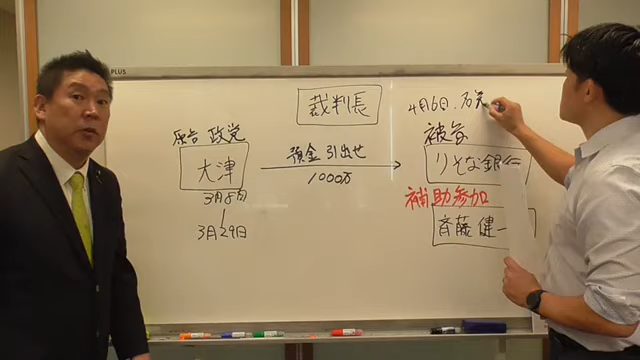 PLUS
裁判長
4月6日.
原告 政党
大津
3月8日
3月29日
預金 引出せ
1000万
被告
りそな銀行
補助参加
斉藤 健一